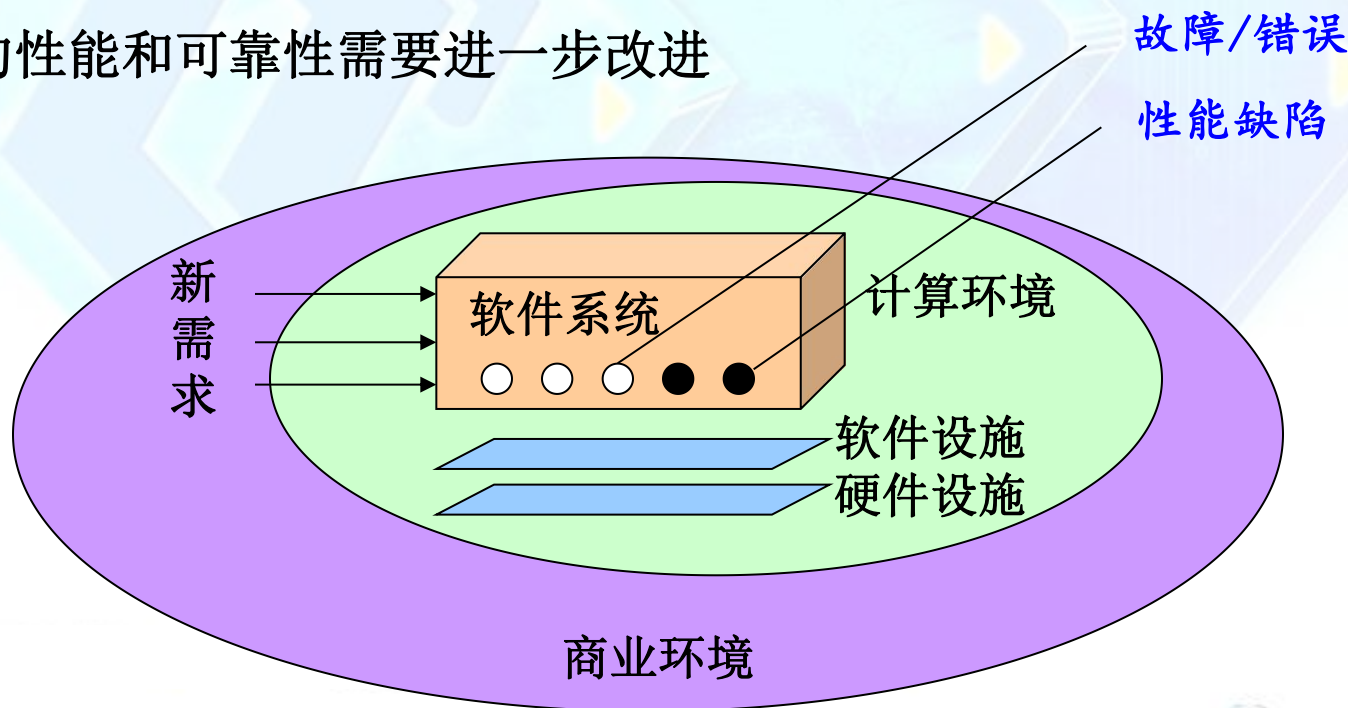 性能和可靠性需要进一步改进
故障/错误
性能缺陷
新
需
求
软件系统
计算环境
软件设施
硬件设施
商业环境